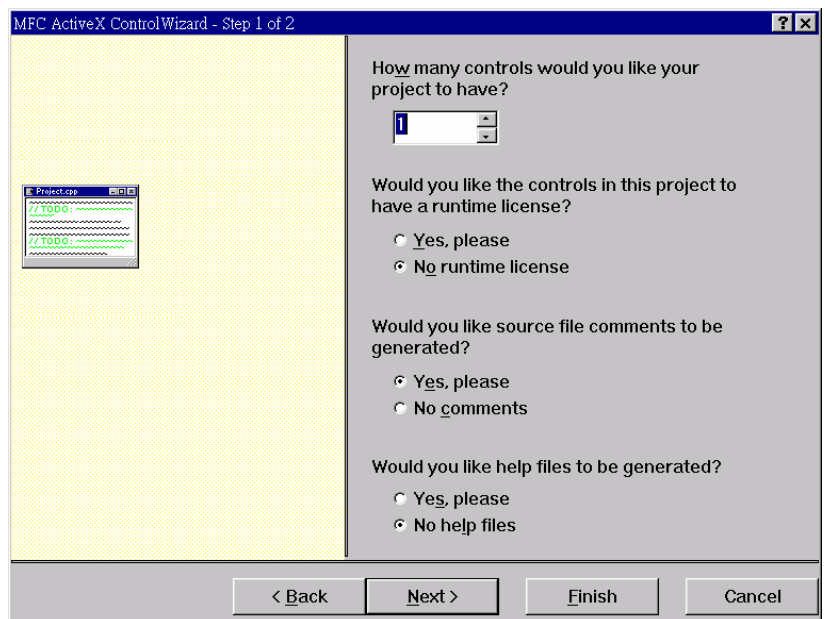 MFC ActiveX ControlWizard - Step 1 of 2
How many controls would you like your
project to have?
1
Project.cpp
// TODO:
// TODO:
Would you like the controls in this project to
have a runtime license?
Yes, please
No runtime license
Would you like source file comments to be
generated?
Yes, please
No comments
Would you like help files to be generated?
Yes, please
No help files
< Back
Next >
Finish
Cancel